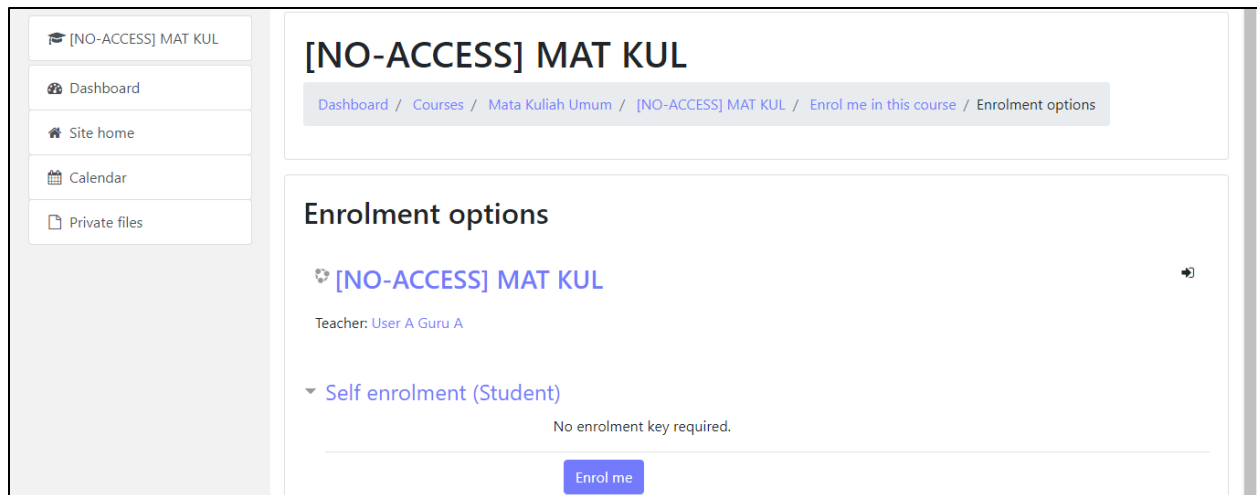 [NO-ACCESS] MAT KUL
Dashboard
Site home
Calendar
Private files
[NO-ACCESS] MAT KUL
Dashboard / Courses / Mata Kuliah Umum / [NO-ACCESS] MAT KUL / Enrol me in this course / Enrolment options
Enrolment options
[NO-ACCESS] MAT KUL
Teacher: User A Guru A
Self enrolment (Student)
No enrolment key required.
Enrol me